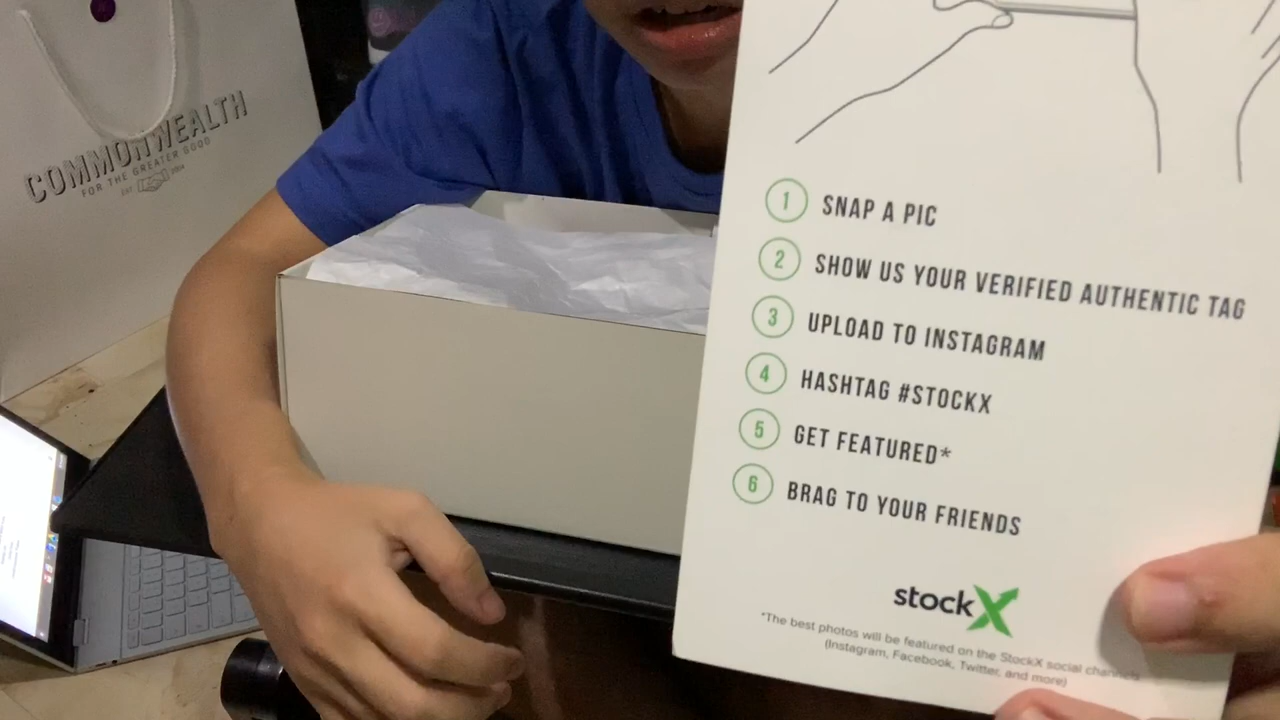 COMMONWEALTH
FOR THE GREATER GOOD
EST
2014
1 SNAP A PIC
2 SHOW US YOUR VERIFIED AUTHENTIC TAG
3 UPLOAD TO INSTAGRAM
4 HASHTAG #STOCKX
5 GET FEATURED*
6 BRAG TO YOUR FRIENDS
stockX
*The best photos will be featured on the StockX social channels
(Instagram, Facebook, Twitter, and more)